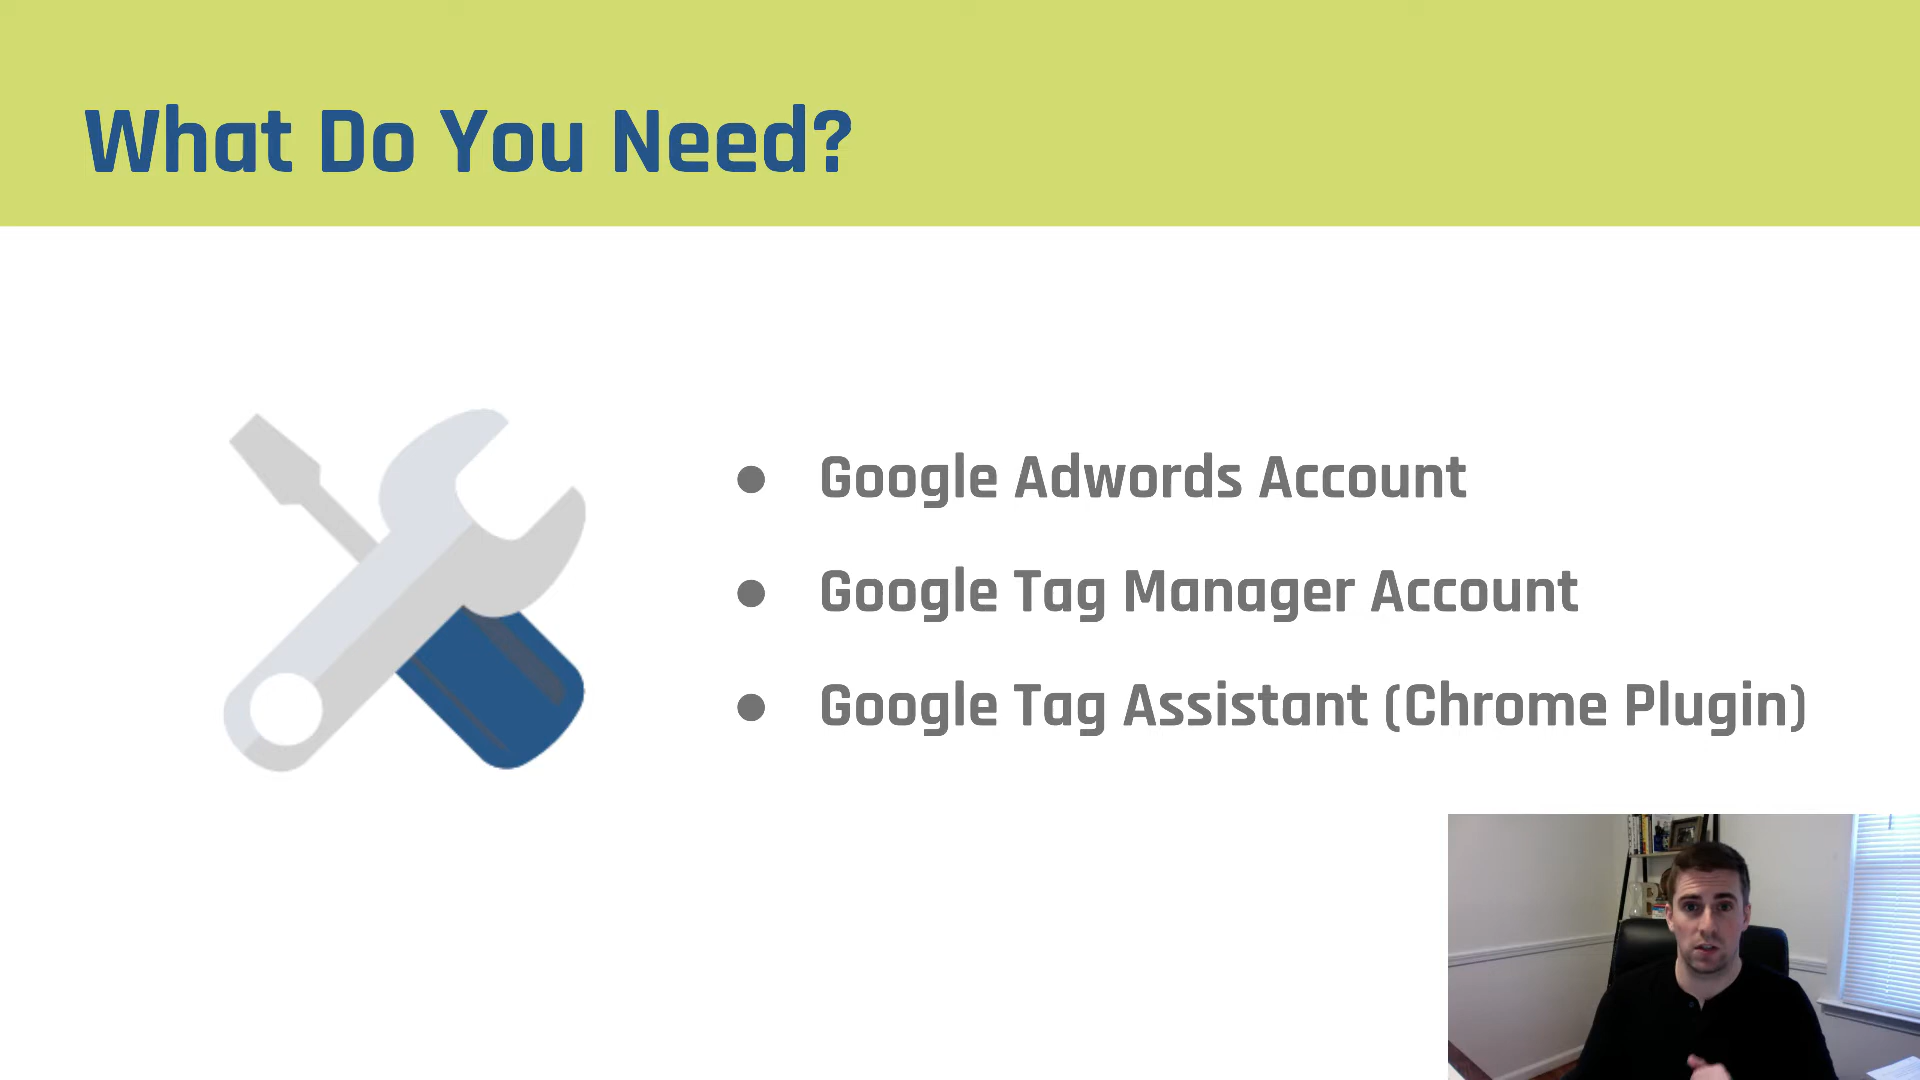 What Do You Need?
● Google Adwords Account
● Google Tag Manager Account
● Google Tag Assistant (Chrome Plugin)